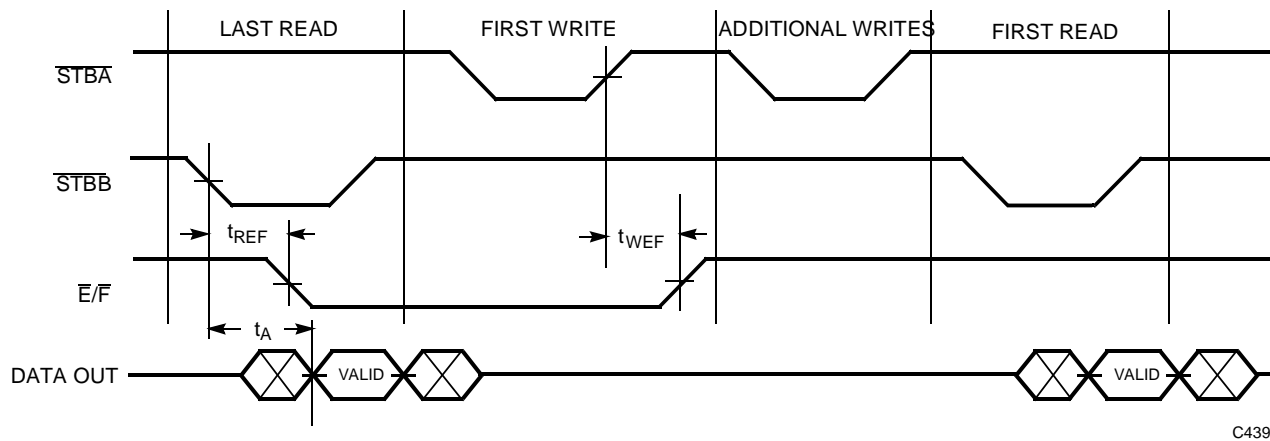 LAST READ FIRST WRITE ADDITIONAL WRITES FIRST READ
STBA
STBB
tREF
tWEF
E/F
tA
DATA OUT VALID VALID
C439